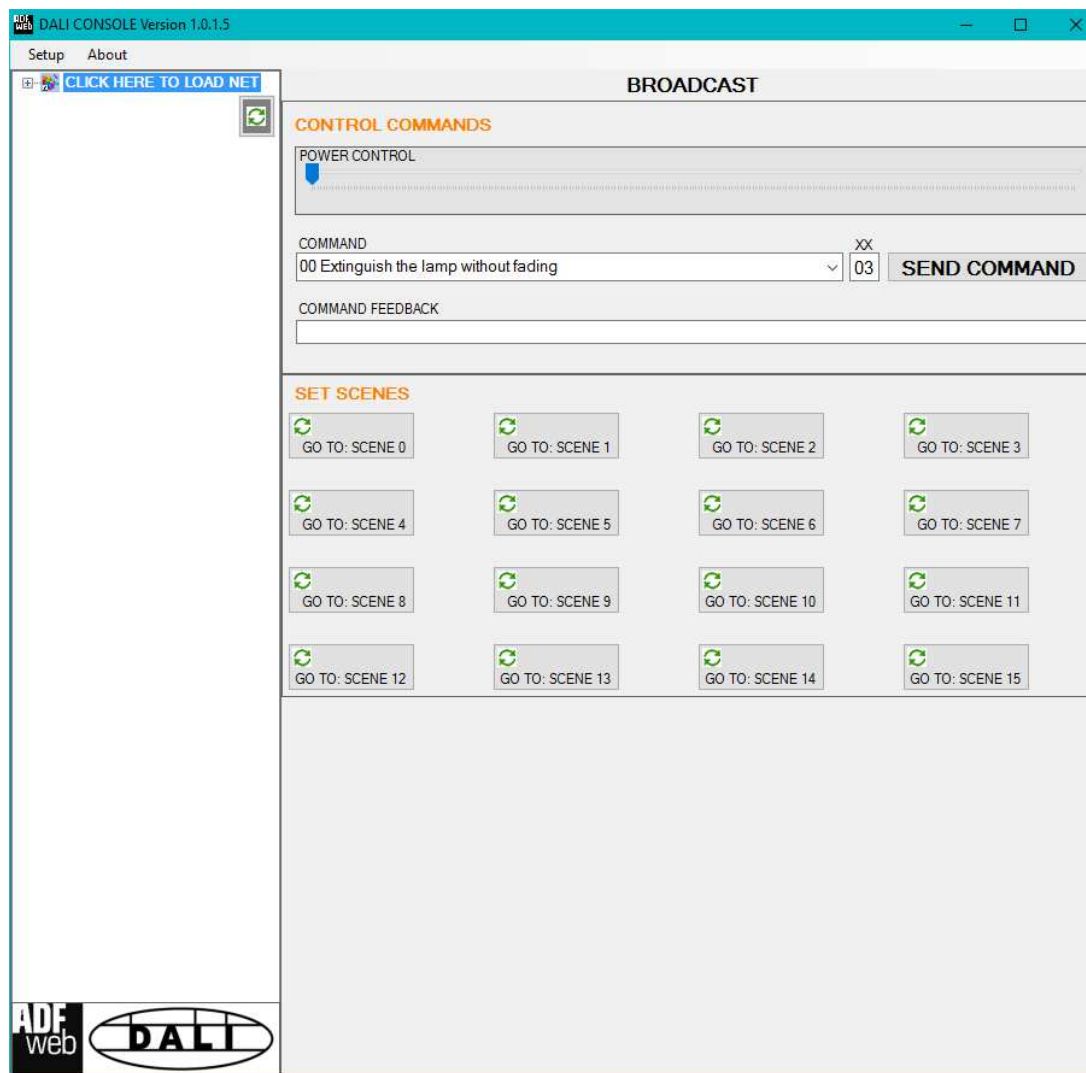 ADF web DALI CONSOLE Version 1.0.1.5
Setup About
CLICK HERE TO LOAD NET
BROADCAST
CONTROL COMMANDS
POWER CONTROL
COMMAND XX
00 Extinguish the lamp without fading 03 SEND COMMAND
COMMAND FEEDBACK
SET SCENES
GO TO: SCENE 0 GO TO: SCENE 1 GO TO: SCENE 2 GO TO: SCENE 3
GO TO: SCENE 4 GO TO: SCENE 5 GO TO: SCENE 6 GO TO: SCENE 7
GO TO: SCENE 8 GO TO: SCENE 9 GO TO: SCENE 10 GO TO: SCENE 11
GO TO: SCENE 12 GO TO: SCENE 13 GO TO: SCENE 14 GO TO: SCENE 15
ADF
web DALI